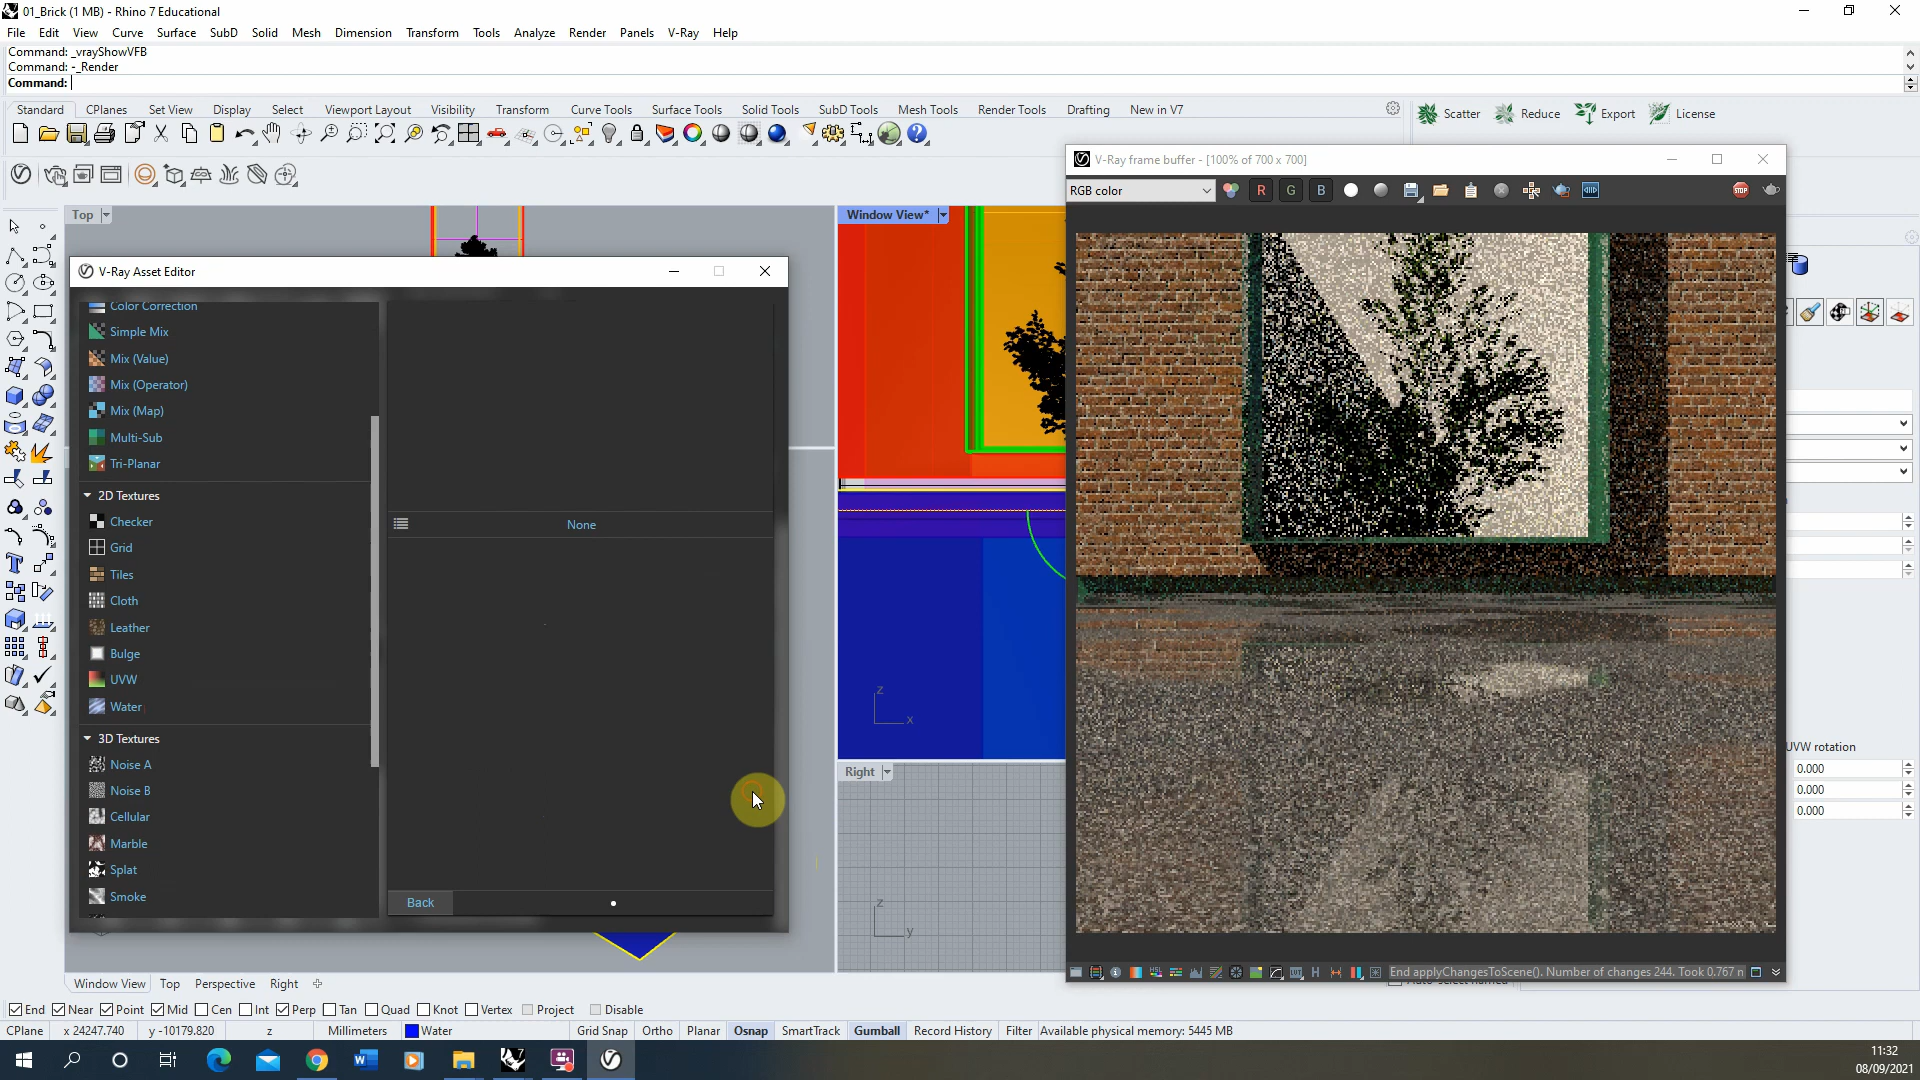 01_Brick (1 MB) - Rhino 7 Educational
File Edit View Curve Surface SubD Solid Mesh Dimension Transform Tools Analyze Render Panels V-Ray Help
Command: _vrayShowVFB
Command: -_Render
Command:
Standard CPlanes Set View Display Select Viewport Layout Visibility Transform Curve Tools Surface Tools Solid Tools SubD Tools Mesh Tools Render Tools Drafting New in V7
Scatter Reduce Export License
V-Ray frame buffer - [100% of 700 x 700]
RGB color
R G B
STOP
Top
Window View*
V-Ray Asset Editor
Color Correction
Simple Mix
Mix (Value)
Mix (Operator)
Mix (Map)
Multi-Sub
Tri-Planar
2D Textures
Checker
Grid
Tiles
Cloth
Leather
Bulge
UVW
Water
3D Textures
Noise A
Noise B
Cellular
Marble
Splat
Smoke
None
Back
z
x
Right
z
y
UVW rotation
0.000
0.000
0.000
End applyChangesToScene(). Number of changes 244. Took 0.767 n
Window View Top Perspective Right
End Near Point Mid Cen Int Perp Tan Quad Knot Vertex Project Disable
CPlane x 24247.740 y -10179.820 z Millimeters Water Grid Snap Ortho Planar Osnap SmartTrack Gumball Record History Filter Available physical memory: 5445 MB
11:32
08/09/2021